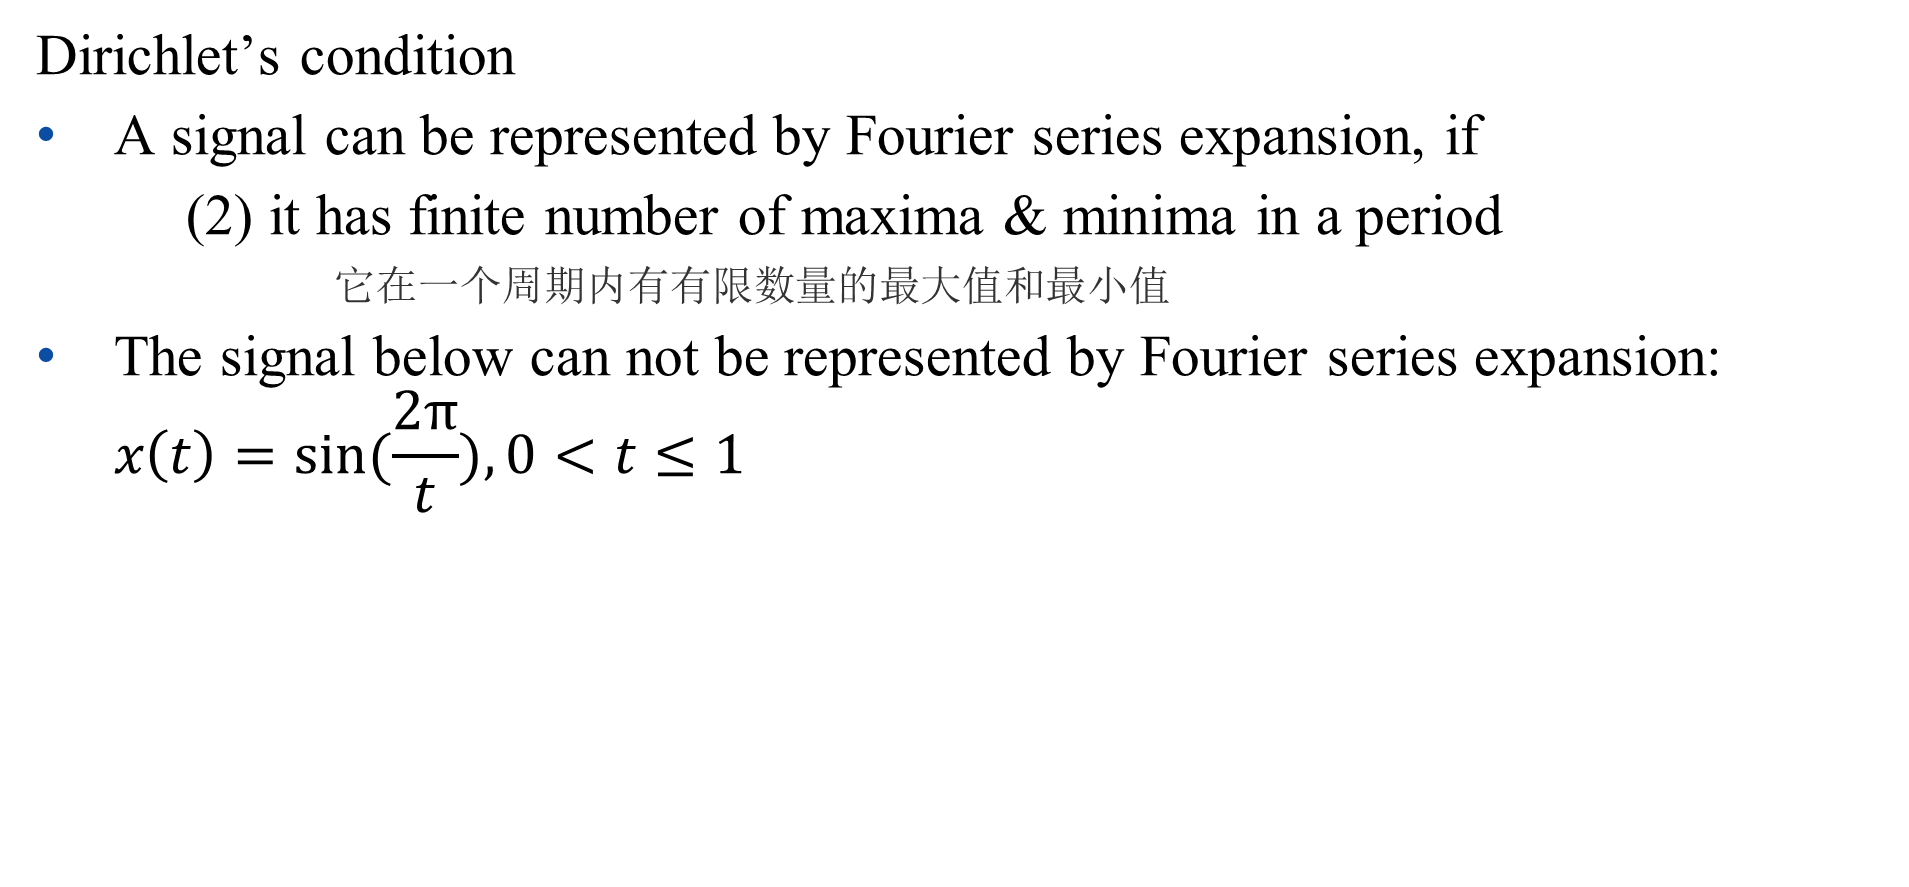 Dirichlet’s condition
• A signal can be represented by Fourier series expansion, if
(2) it has finite number of maxima & minima in a period
它在一个周期内有有限数量的最大值和最小值
• The signal below can not be represented by Fourier series expansion:
x(t) = sin(2π/t), 0 < t ≤ 1